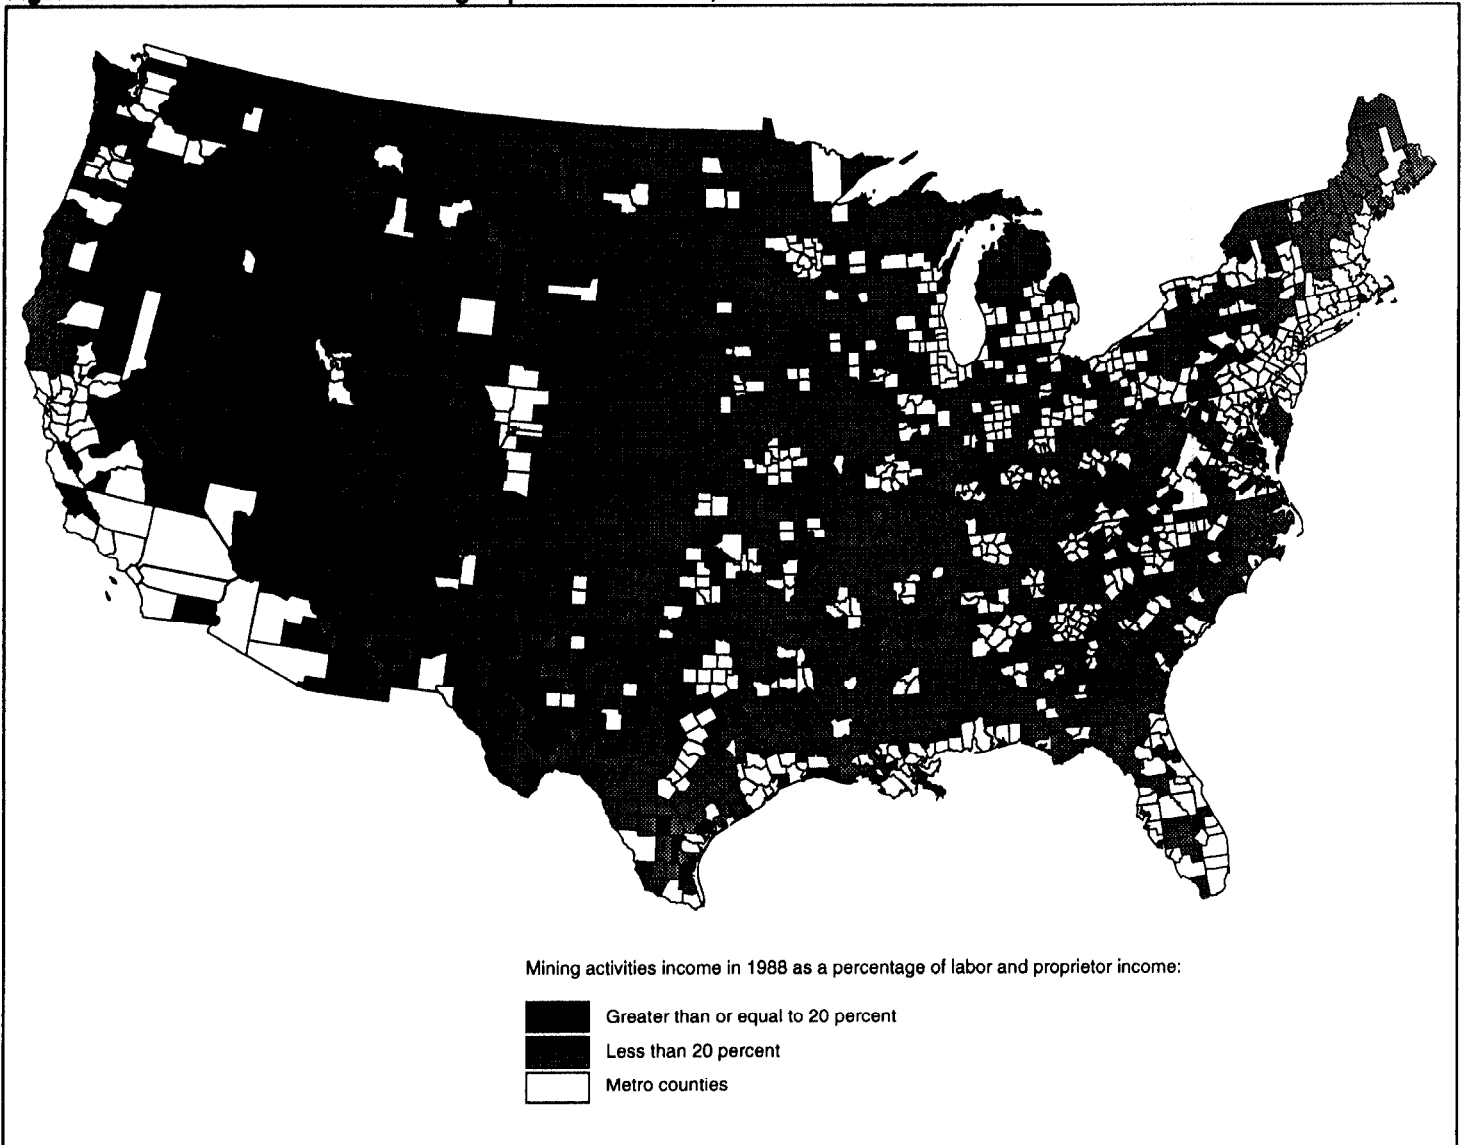 Mining activities income in 1988 as a percentage of labor and proprietor income:
Greater than or equal to 20 percent
Less than 20 percent
Metro counties